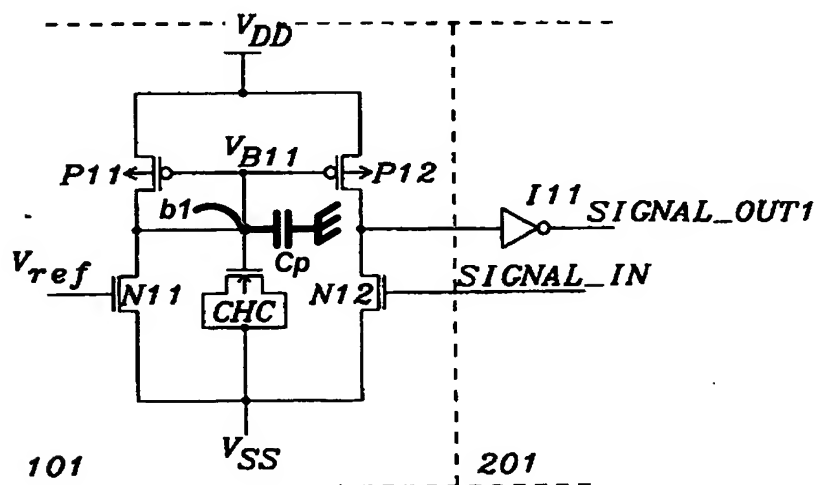 VDD
P11
VB11
P12
b1
I11
SIGNAL_OUT1
Vref
Cp
SIGNAL_IN
N11
CHC
N12
VSS
101
201